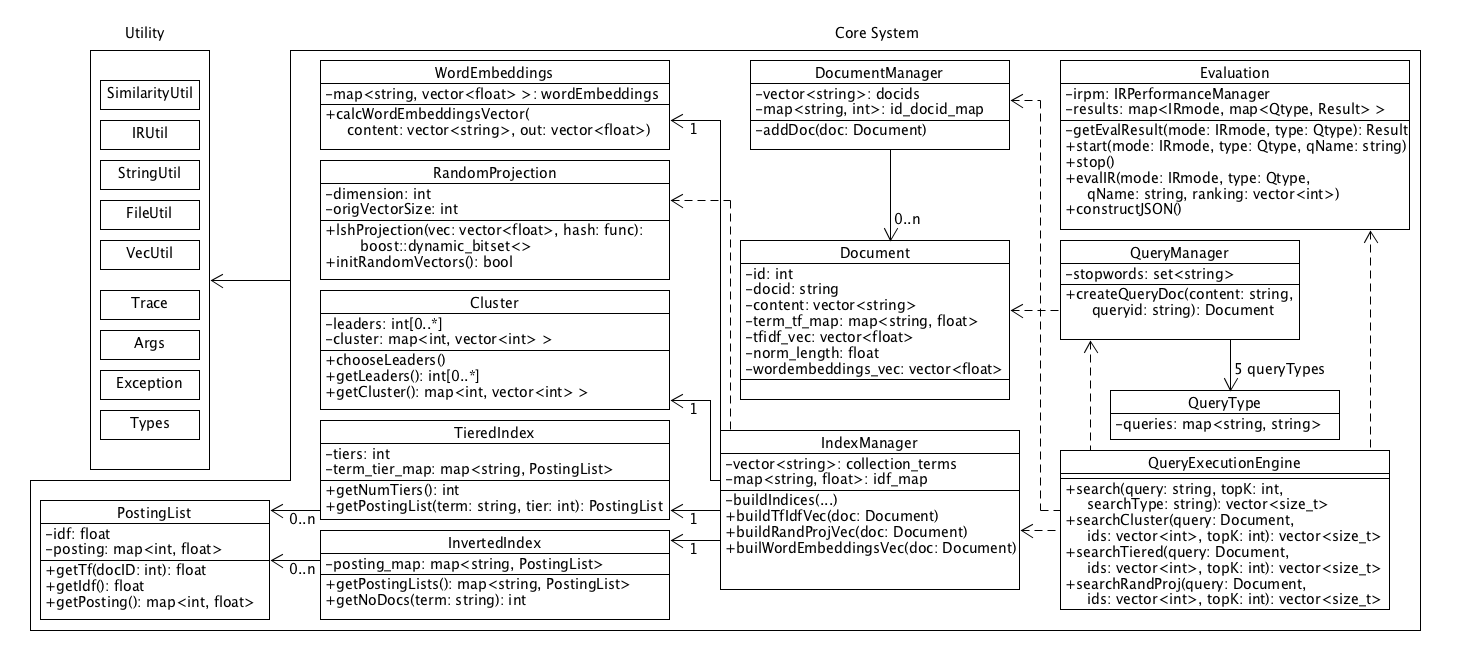 Utility
SimilarityUtil
IRUtil
StringUtil
FileUtil
VecUtil
Trace
Args
Exception
Types
Core System
WordEmbeddings
-map<string, vector<float> >: wordEmbeddings
+calcWordEmbeddingsVector(
content: vector<string>, out: vector<float>)
1
RandomProjection
-dimension: int
-origVectorSize: int
+lshProjection(vec: vector<float>, hash: func):
boost::dynamic_bitset<>
+initRandomVectors(): bool
Cluster
-leaders: int[0..*]
-cluster: map<int, vector<int> >
+chooseLeaders()
+getLeaders(): int[0..*]
+getCluster(): map<int, vector<int> >
1
TieredIndex
-tiers: int
-term_tier_map: map<string, PostingList>
+getNumTiers(): int
+getPostingList(term: string, tier: int): PostingList
0..n
1
InvertedIndex
-posting_map: map<string, PostingList>
+getPostingLists(): map<string, PostingList>
+getNoDocs(term: string): int
0..n
1
PostingList
-idf: float
-posting: map<int, float>
+getTf(docID: int): float
+getIdf(): float
+getPosting(): map<int, float>
DocumentManager
-vector<string>: docids
-map<string, int>: id_docid_map
-addDoc(doc: Document)
0..n
Document
-id: int
-docid: string
-content: vector<string>
-term_tf_map: map<string, float>
-tfidf_vec: vector<float>
-norm_length: float
-wordembeddings_vec: vector<float>
IndexManager
-vector<string>: collection_terms
-map<string, float>: idf_map
-buildIndices(...)
+buildTfIdfVec(doc: Document)
+buildRandProjVec(doc: Document)
+builWordEmbeddingsVec(doc: Document)
Evaluation
-irpm: IRPerformanceManager
-results: map<IRmode, map<Qtype, Result> >
-getEvalResult(mode: IRmode, type: Qtype): Result
+start(mode: IRmode, type: Qtype, qName: string)
+stop()
+evalIR(mode: IRmode, type: Qtype,
qName: string, ranking: vector<int>)
+constructJSON()
QueryManager
-stopwords: set<string>
+createQueryDoc(content: string,
queryid: string): Document
5 queryTypes
QueryType
-queries: map<string, string>
QueryExecutionEngine
+search(query: string, topK: int,
searchType: string): vector<size_t>
+searchCluster(query: Document,
ids: vector<int>, topK: int): vector<size_t>
+searchTiered(query: Document,
ids: vector<int>, topK: int): vector<size_t>
+searchRandProj(query: Document,
ids: vector<int>, topK: int): vector<size_t>